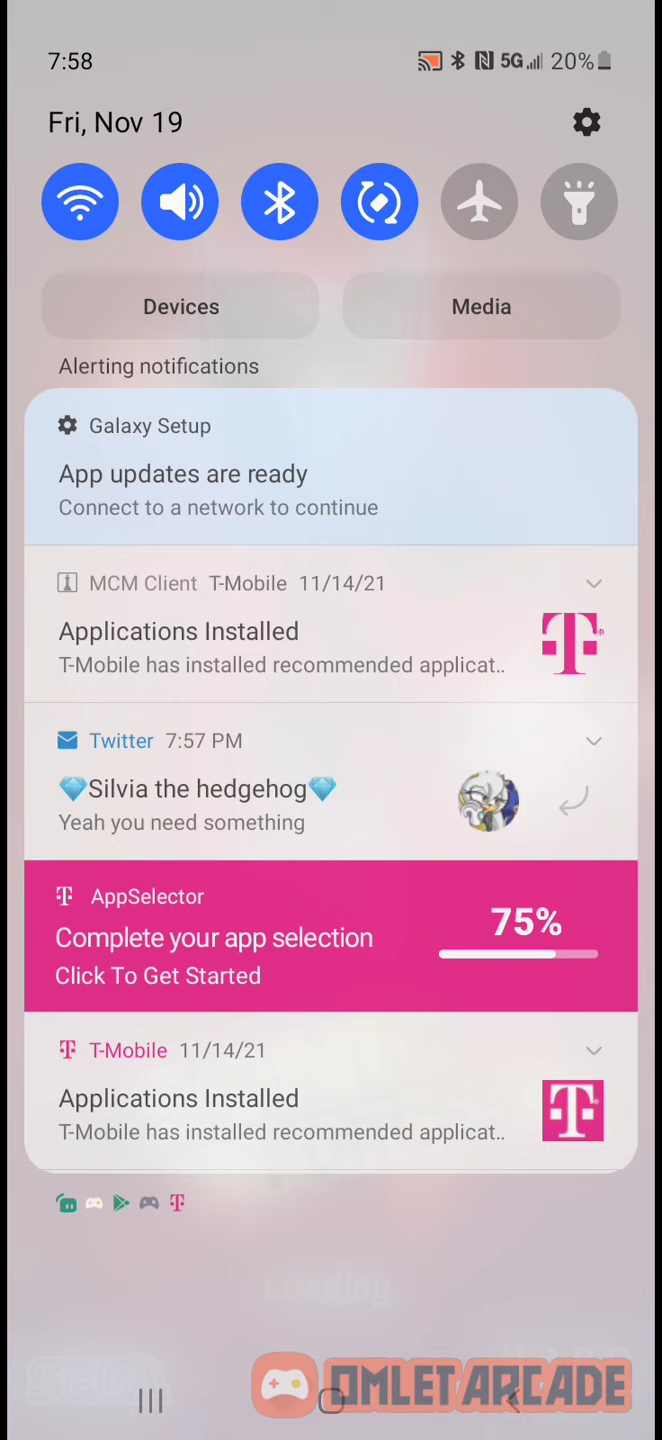 7:58 5G 20%
Fri, Nov 19
Devices Media
Alerting notifications
Galaxy Setup
App updates are ready
Connect to a network to continue
MCM Client T-Mobile 11/14/21
Applications Installed
T-Mobile has installed recommended applicat..
T
Twitter 7:57 PM
💎Silvia the hedgehog💎
Yeah you need something
T AppSelector
75%
Complete your app selection
Click To Get Started
T T-Mobile 11/14/21
Applications Installed
T-Mobile has installed recommended applicat..
T
T
Loading
SEGA
OMLET ARCADE